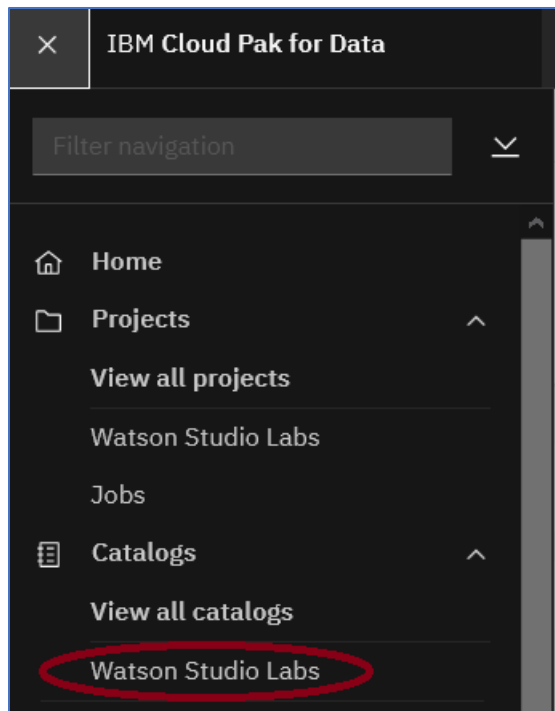 IBM Cloud Pak for Data
Filter navigation
Home
Projects
View all projects
Watson Studio Labs
Jobs
Catalogs
View all catalogs
Watson Studio Labs